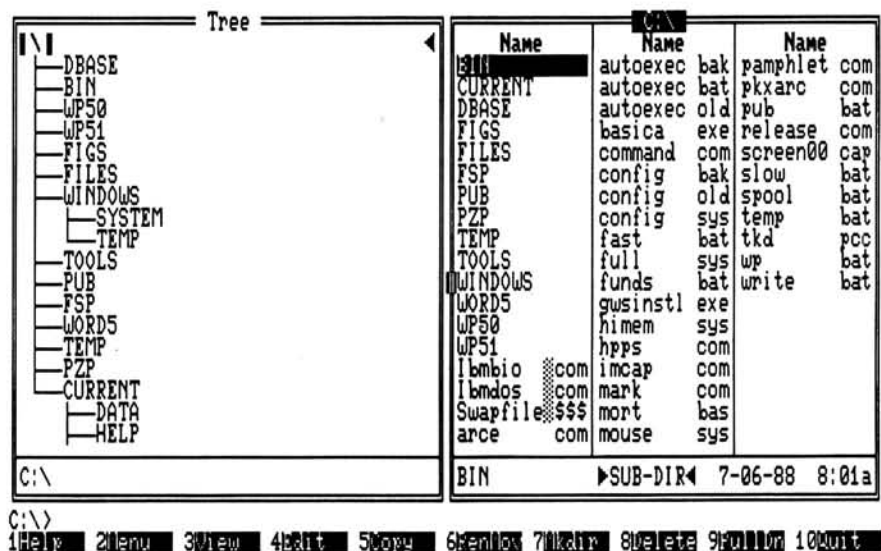 Tree
\
DBASE
BIN
WP50
WP51
FIGS
FILES
WINDOWS
SYSTEM
TEMP
TOOLS
PUB
FSP
WORD5
TEMP
PZP
CURRENT
DATA
HELP
C:\
C:\
Name Name Name
BIN autoexec bak pamphlet com
CURRENT autoexec bat pkxarc com
DBASE autoexec old pub bat
FIGS basica exe release com
FILES command com screen00 cap
FSP config bak slow bat
PUB config old spool bat
PZP config sys temp bat
TEMP fast bat tkd pcc
TOOLS full sys wp bat
WINDOWS funds bat write bat
WORD5 gwsinstl exe
WP50 himem sys
WP51 hpps com
Ibmbio com imcap com
Ibmdos com mark com
Swapfile $$$ mort bas
arce com mouse sys
BIN ►SUB-DIR◄ 7-06-88 8:01a
C:\>
1Help 2Menu 3View 4Edit 5Copy 6RenMov 7Mkdir 8Delete 9PullDn 10Quit